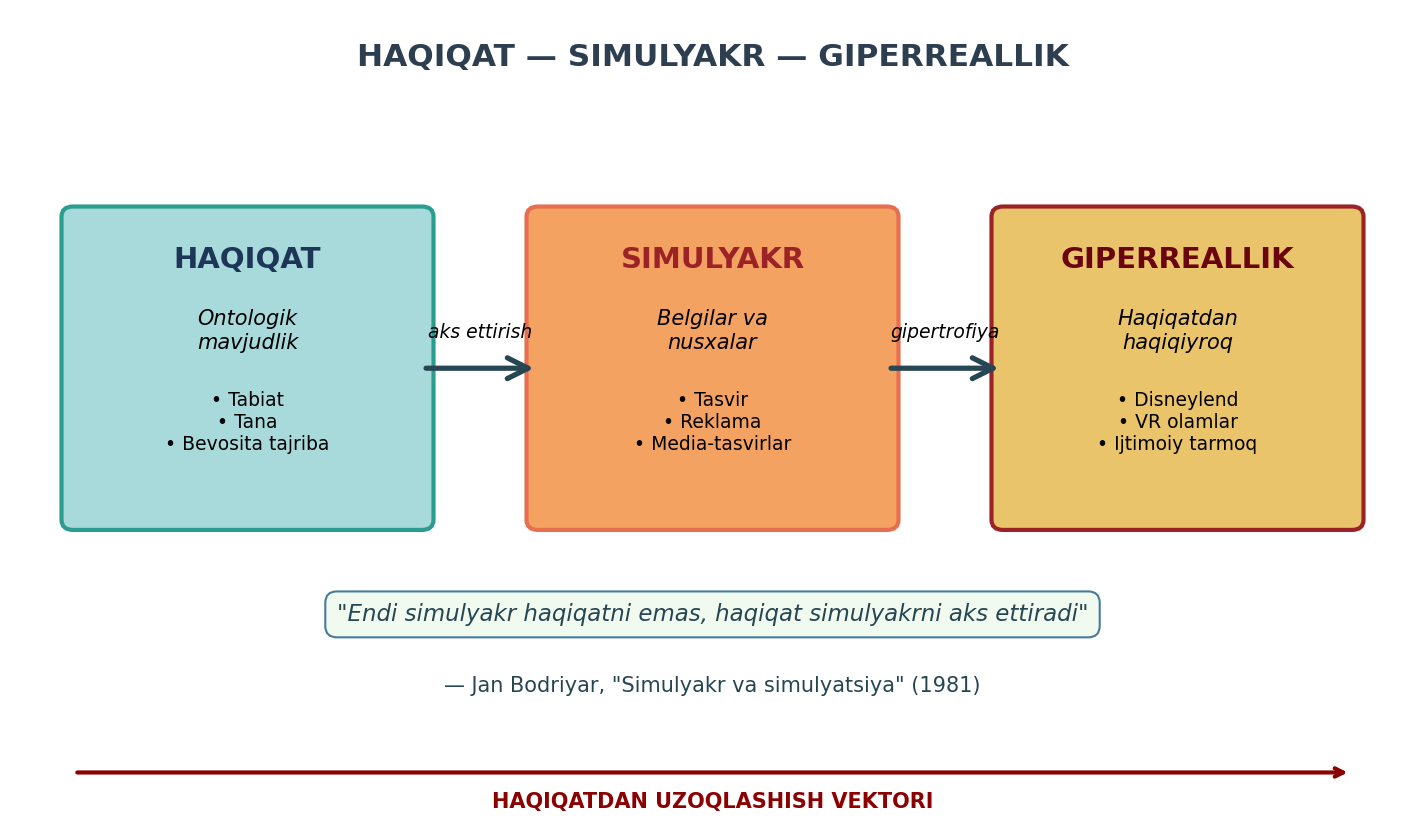 HAQIQAT — SIMULYAKR — GIPERREALLIK
HAQIQAT
Ontologik
mavjudlik
• Tabiat
• Tana
• Bevosita tajriba
aks ettirish
SIMULYAKR
Belgilar va
nusxalar
• Tasvir
• Reklama
• Media-tasvirlar
gipertrofiya
GIPERREALLIK
Haqiqatdan
haqiqiyroq
• Disneylend
• VR olamlar
• Ijtimoiy tarmoq
"Endi simulyakr haqiqatni emas, haqiqat simulyakrni aks ettiradi"
— Jan Bodriyar, "Simulyakr va simulyatsiya" (1981)
HAQIQATDAN UZOQLASHISH VEKTORI